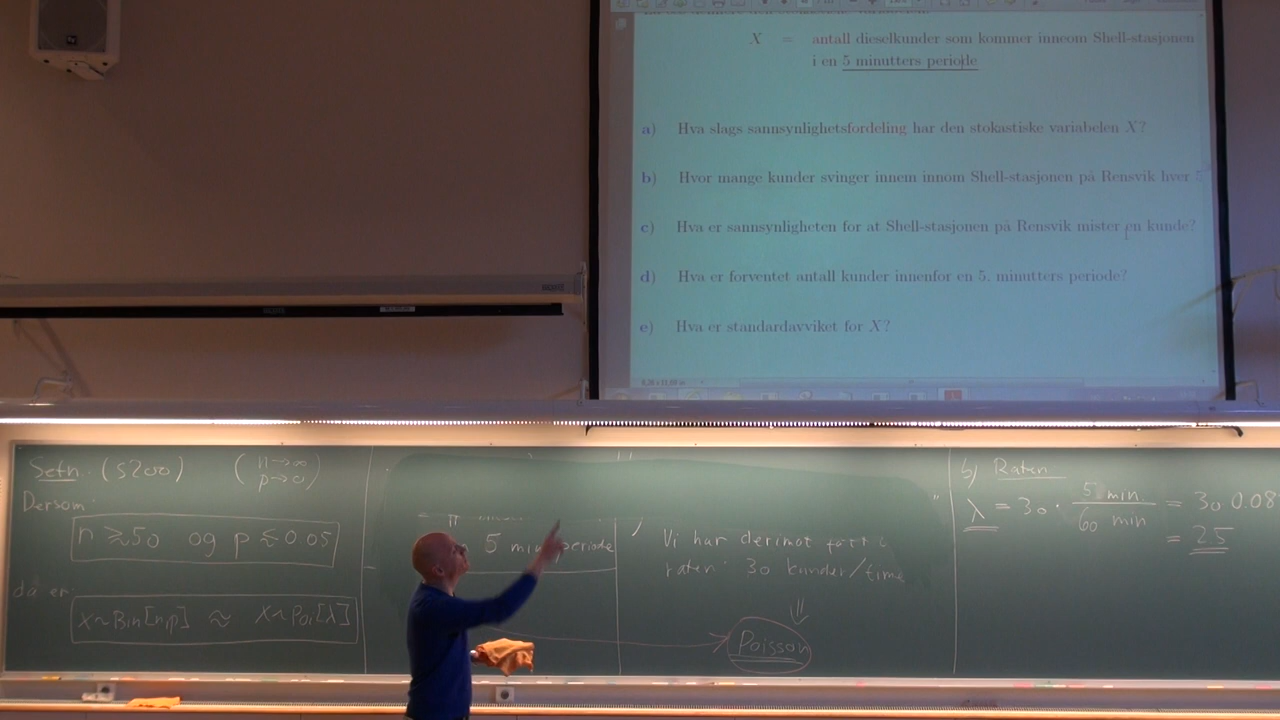 X = antall dieselkunder som kommer inneom Shell-stasjonen
i en 5 minutters periode
a) Hva slags sannsynlighetsfordeling har den stokastiske variabelen X?
b) Hvor mange kunder svinger innem innom Shell-stasjonen på Rensvik hver 5
c) Hva er sannsynligheten for at Shell-stasjonen på Rensvik mister en kunde?
d) Hva er forventet antall kunder innenfor en 5. minutters periode?
e) Hva er standardavviket for X?
Setn. (S200) (n→∞
p→0)
Dersom:
n ≳ 50 og p ≲ 0.05
da er:
X~Bin[n,p] ≈ X~Poi[λ]
5 min periode
Vi har derimot fått
raten: 30 kunder/time
⇓
Poisson
b) Raten
λ = 30 · 5 min / 60 min = 30 0.08
= 2.5